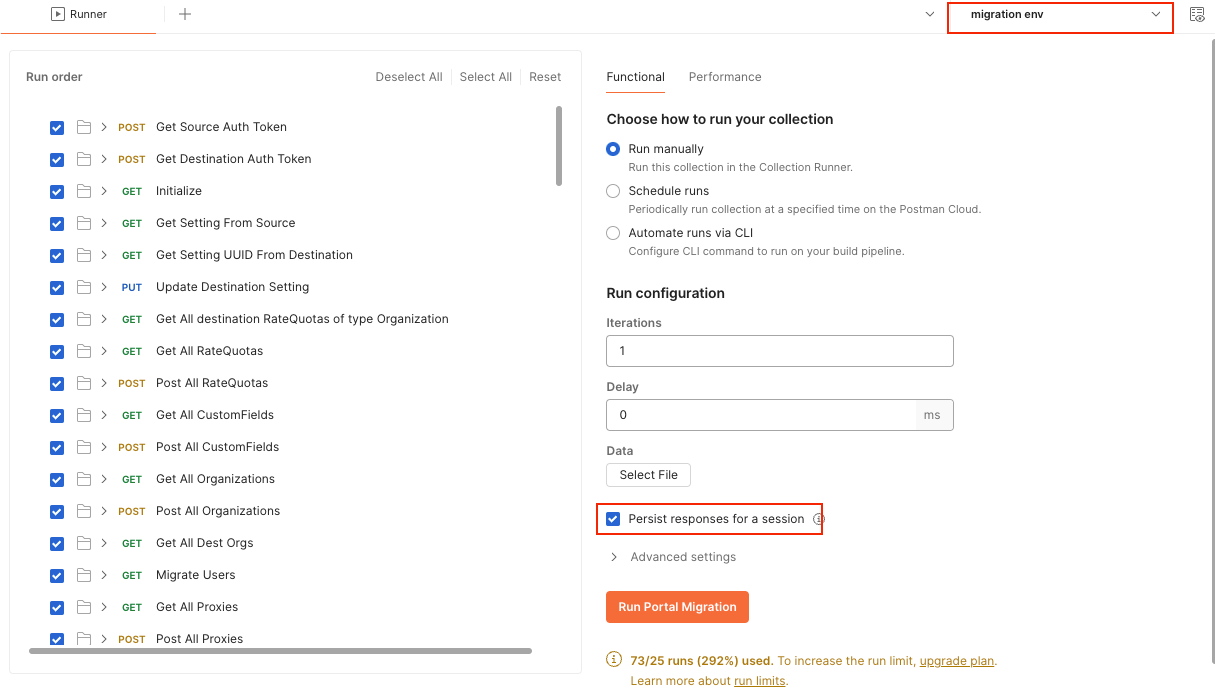 Runner
migration env
Run order Deselect All Select All Reset
POST Get Source Auth Token
POST Get Destination Auth Token
GET Initialize
GET Get Setting From Source
GET Get Setting UUID From Destination
PUT Update Destination Setting
GET Get All destination RateQuotas of type Organization
GET Get All RateQuotas
POST Post All RateQuotas
GET Get All CustomFields
POST Post All CustomFields
GET Get All Organizations
POST Post All Organizations
GET Get All Dest Orgs
GET Migrate Users
GET Get All Proxies
POST Post All Proxies
Functional Performance
Choose how to run your collection
Run manually
Run this collection in the Collection Runner.
Schedule runs
Periodically run collection at a specified time on the Postman Cloud.
Automate runs via CLI
Configure CLI command to run on your build pipeline.
Run configuration
Iterations
1
Delay
0 ms
Data
Select File
Persist responses for a session
Advanced settings
Run Portal Migration
73/25 runs (292%) used. To increase the run limit, upgrade plan.
Learn more about run limits.